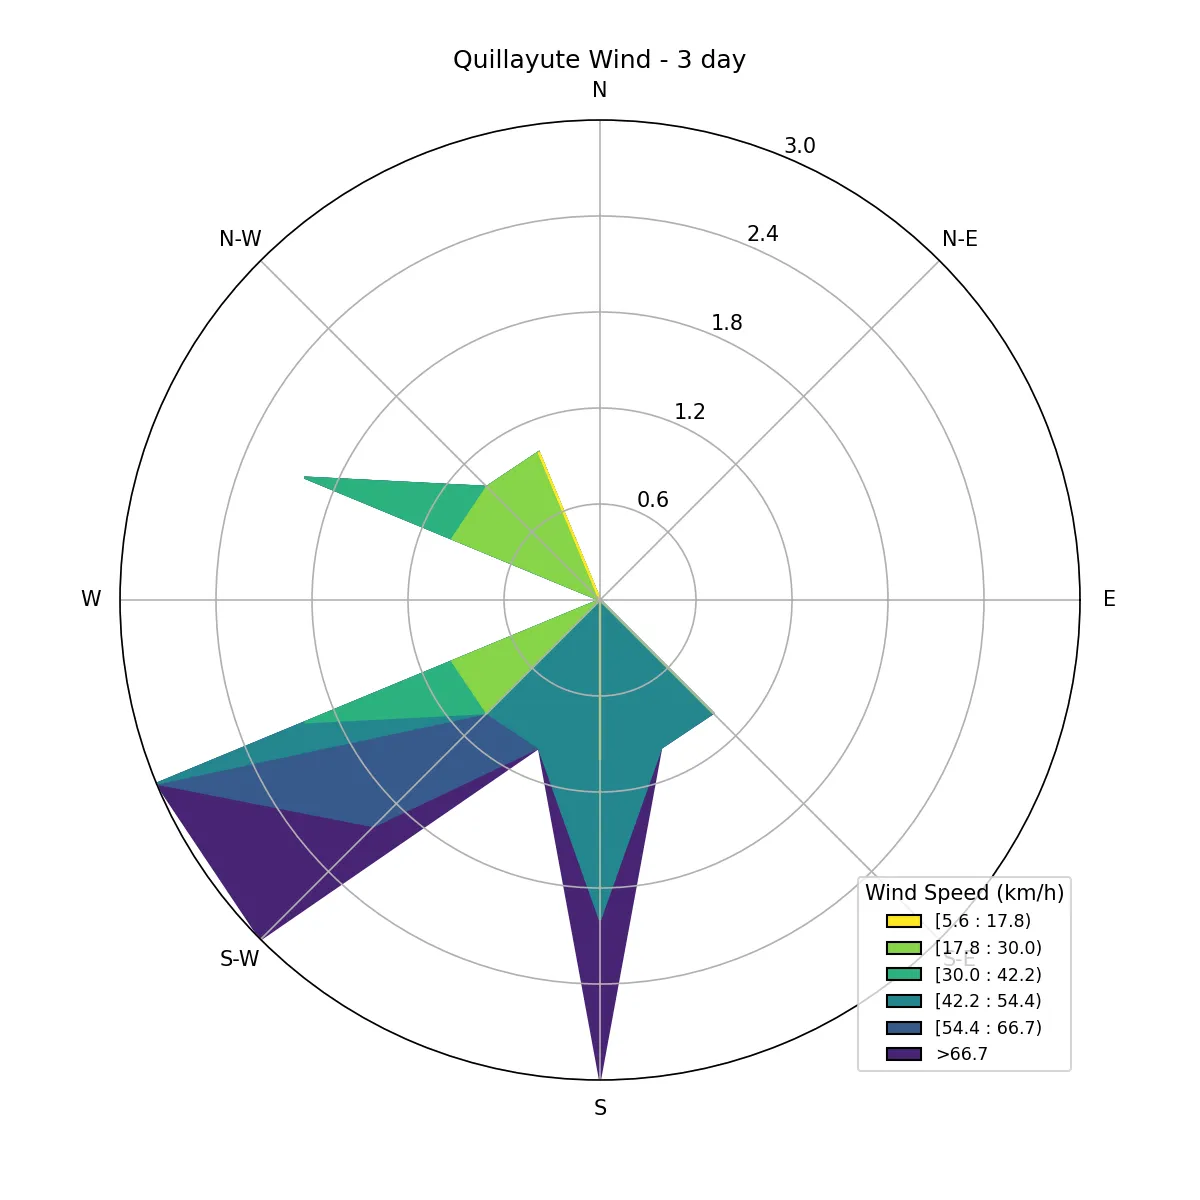 Quillayute Wind - 3 day
N
3.0
N-W
2.4
N-E
1.8
1.2
0.6
W
E
S-W
S-E
S
Wind Speed (km/h)
[5.6 : 17.8)
[17.8 : 30.0)
[30.0 : 42.2)
[42.2 : 54.4)
[54.4 : 66.7)
>66.7